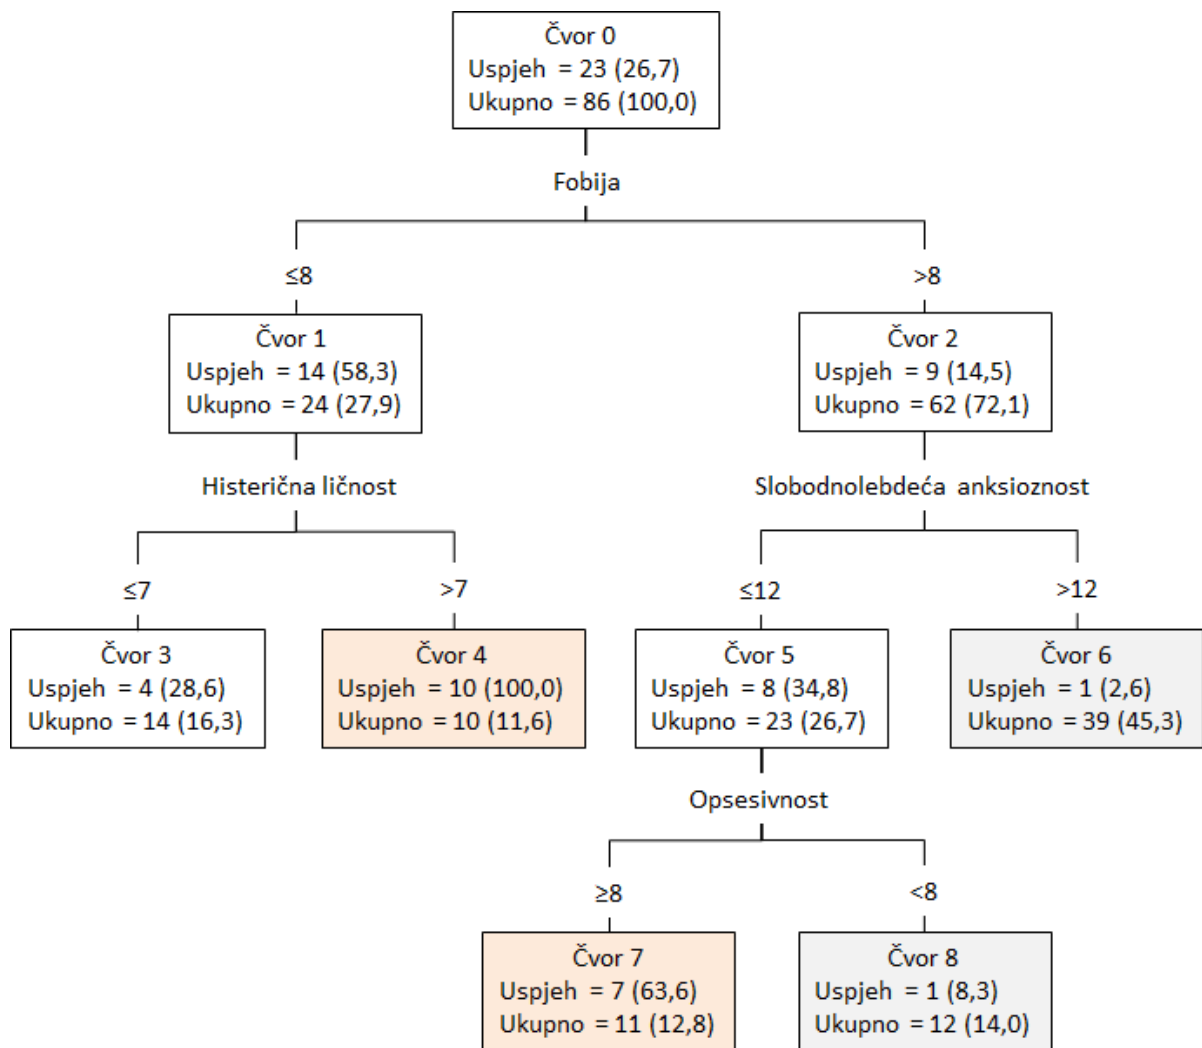 Čvor 0
Uspjeh = 23 (26,7)
Ukupno = 86 (100,0)
Fobija
≤8
>8
Čvor 1
Uspjeh = 14 (58,3)
Ukupno = 24 (27,9)
Čvor 2
Uspjeh = 9 (14,5)
Ukupno = 62 (72,1)
Histerična ličnost
Slobodnolebdeća anksioznost
≤7
>7
≤12
>12
Čvor 3
Uspjeh = 4 (28,6)
Ukupno = 14 (16,3)
Čvor 4
Uspjeh = 10 (100,0)
Ukupno = 10 (11,6)
Čvor 5
Uspjeh = 8 (34,8)
Ukupno = 23 (26,7)
Čvor 6
Uspjeh = 1 (2,6)
Ukupno = 39 (45,3)
Opsesivnost
≥8
<8
Čvor 7
Uspjeh = 7 (63,6)
Ukupno = 11 (12,8)
Čvor 8
Uspjeh = 1 (8,3)
Ukupno = 12 (14,0)